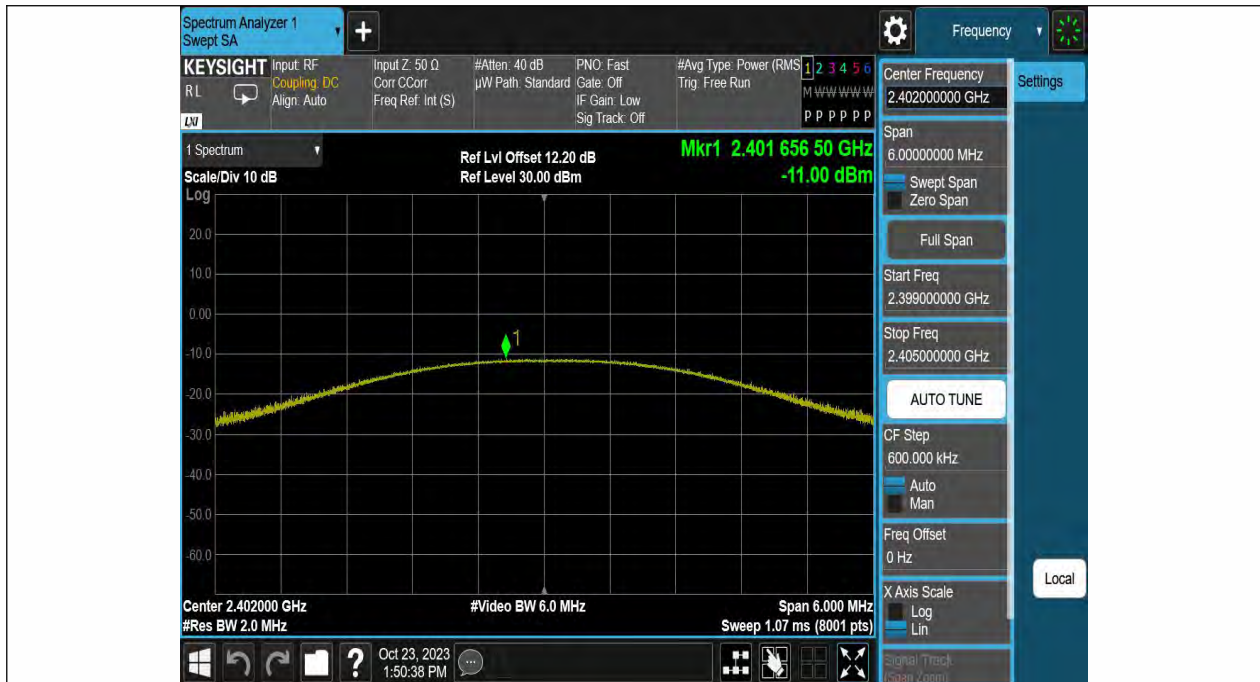 Spectrum Analyzer 1
Swept SA
+
Frequency
KEYSIGHT
R L
LXI
Input: RF
Coupling: DC
Align: Auto
Input Z: 50 Ω
Corr CCorr
Freq Ref: Int (S)
#Atten: 40 dB
µW Path: Standard
PNO: Fast
Gate: Off
IF Gain: Low
Sig Track: Off
#Avg Type: Power (RMS
Trig: Free Run
1 2 3 4 5 6
M W W W W W
P P P P P P
1 Spectrum
Scale/Div 10 dB
Log
Ref Lvl Offset 12.20 dB
Ref Level 30.00 dBm
Mkr1 2.401 656 50 GHz
-11.00 dBm
20.0
10.0
0.00
1
-10.0
-20.0
-30.0
-40.0
-50.0
-60.0
Center 2.402000 GHz
#Res BW 2.0 MHz
#Video BW 6.0 MHz
Span 6.000 MHz
Sweep 1.07 ms (8001 pts)
?
Oct 23, 2023
1:50:38 PM
Center Frequency
2.402000000 GHz
Settings
Span
6.00000000 MHz
Swept Span
Zero Span
Full Span
Start Freq
2.399000000 GHz
Stop Freq
2.405000000 GHz
AUTO TUNE
CF Step
600.000 kHz
Auto
Man
Freq Offset
0 Hz
X Axis Scale
Log
Lin
Signal Track
(Span Zoom)
Local